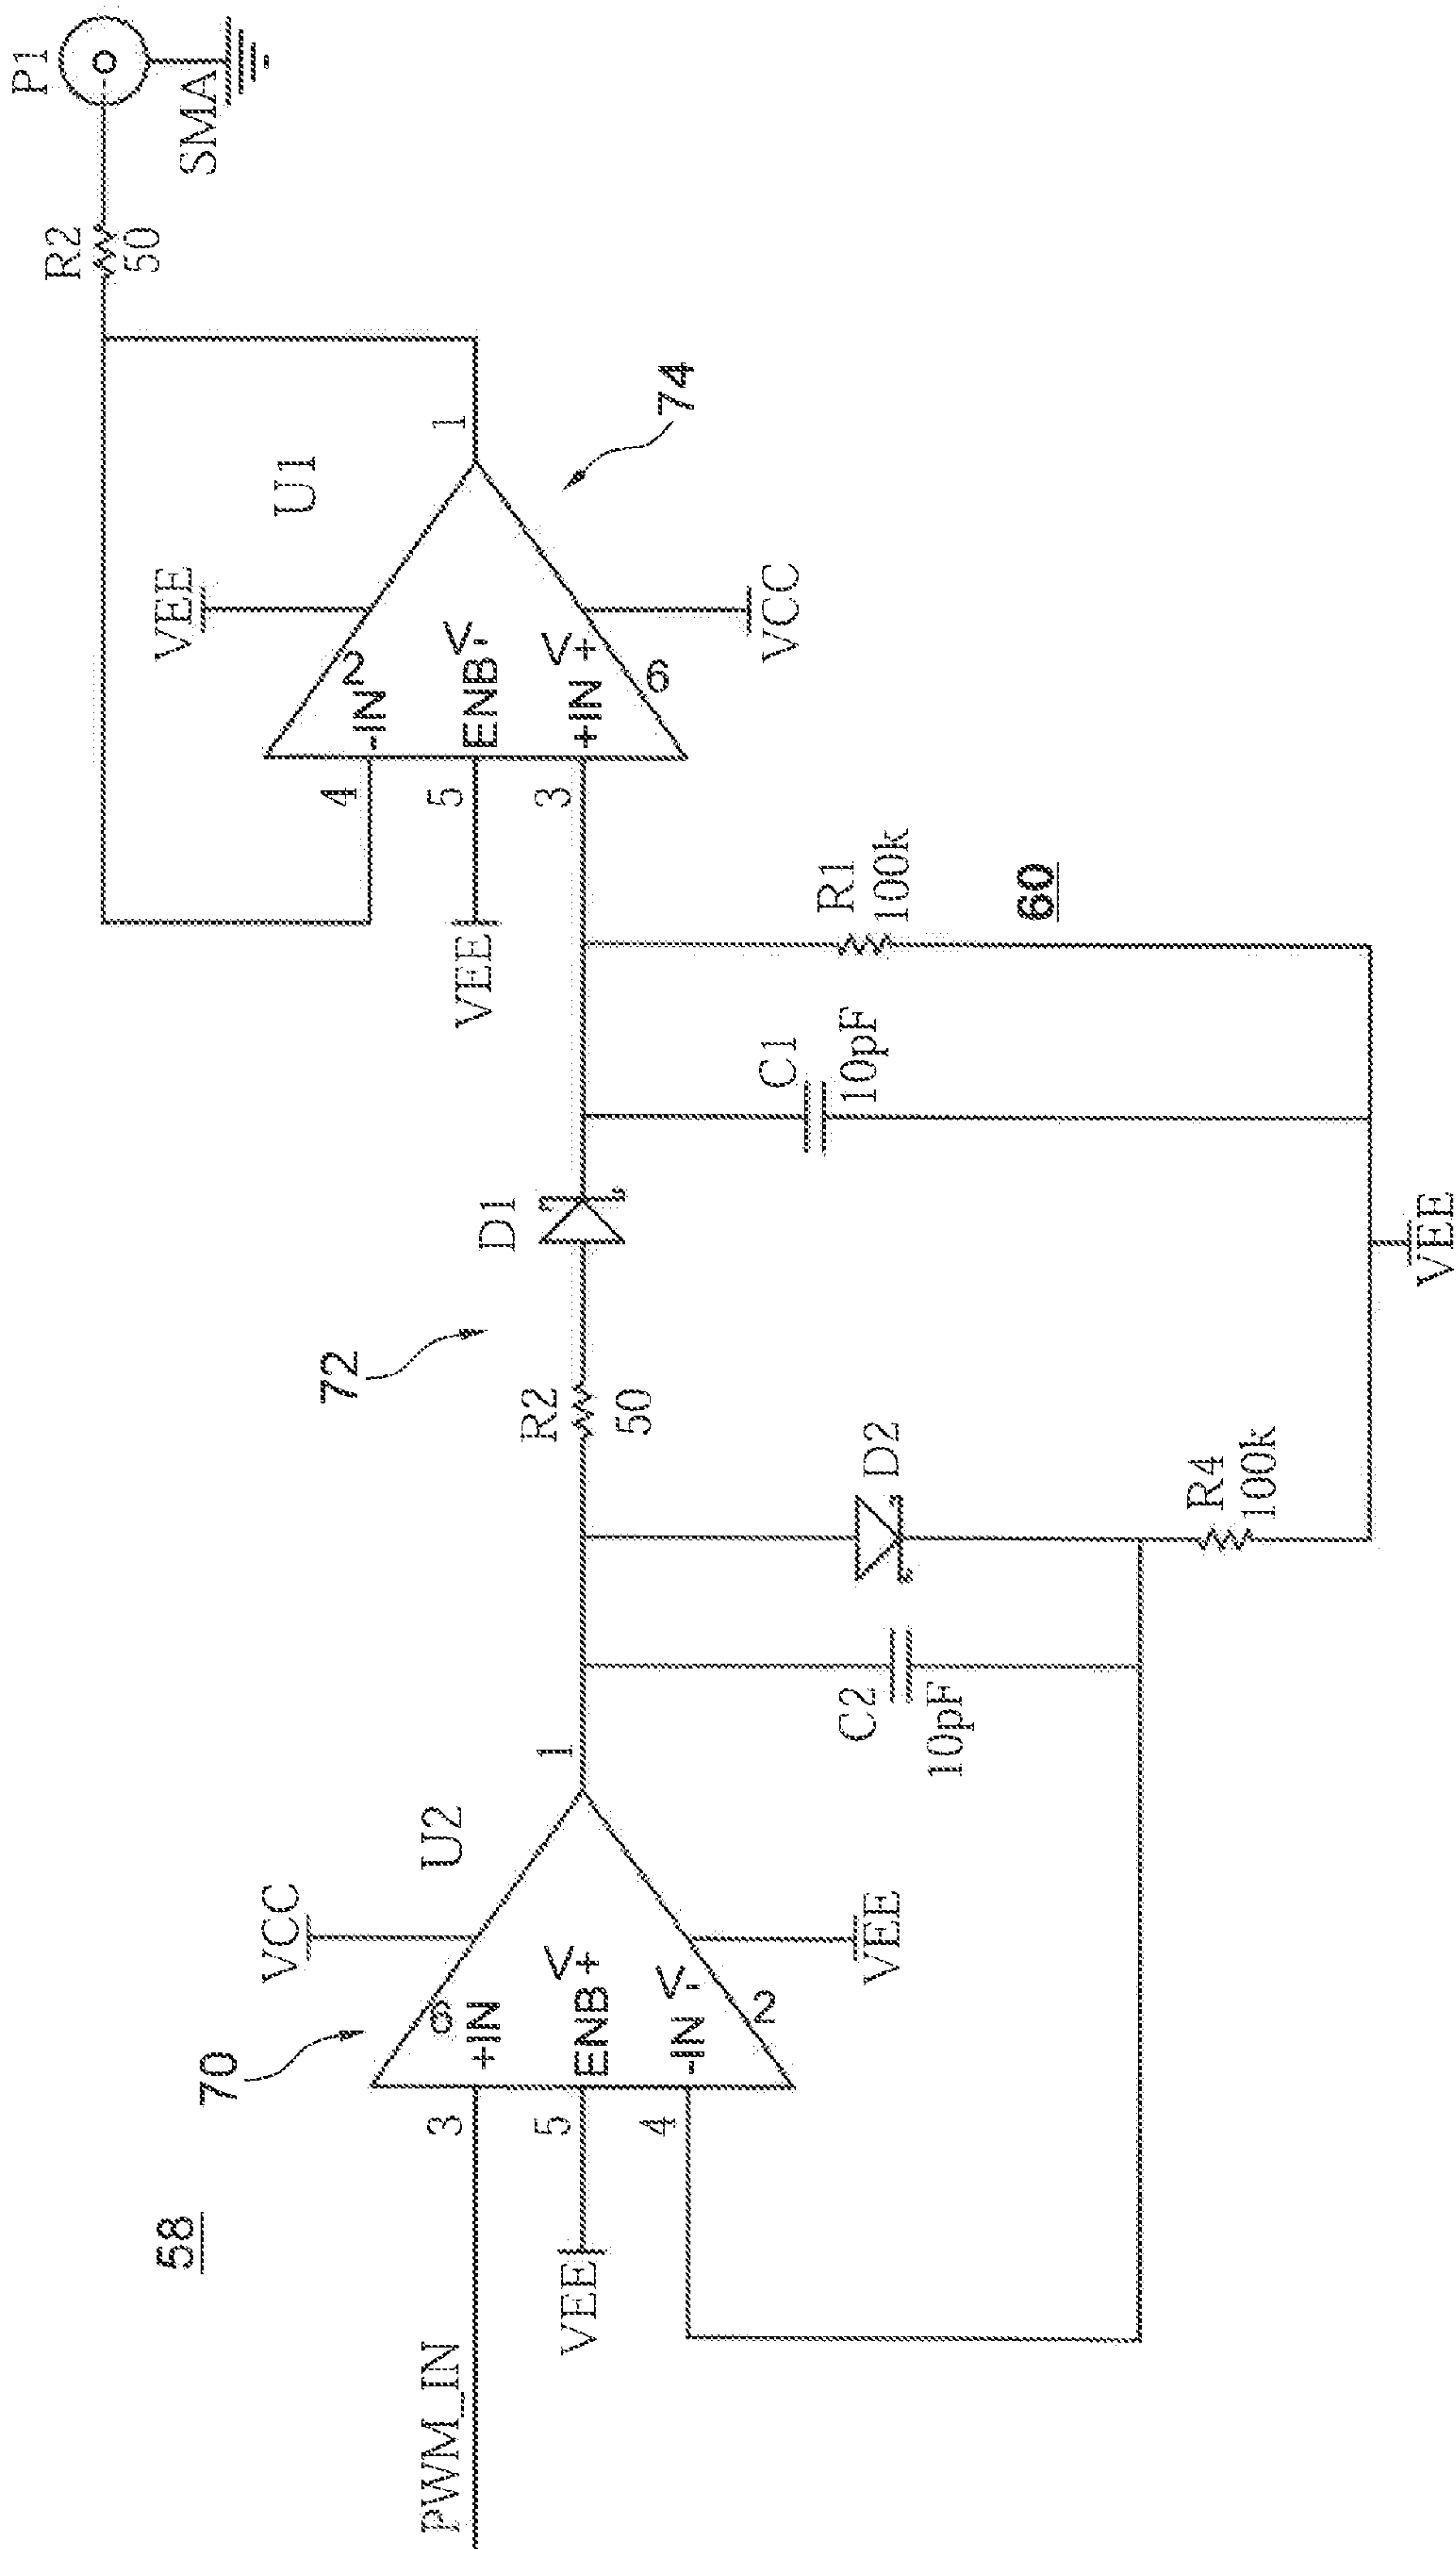 58
PWM_IN
70
VCC
U2
6
+IN
V+
ENB
-IN
V-
2
3
5
4
1
VEE
VEE
C2
10pF
D2
R4
100k
R2
50
72
D1
C1
10pF
R1
100k
60
VEE
VEE
VEE
U1
2
-IN
V-
ENB
V+
+IN
6
4
5
3
1
VCC
74
R2
50
P1
SMA